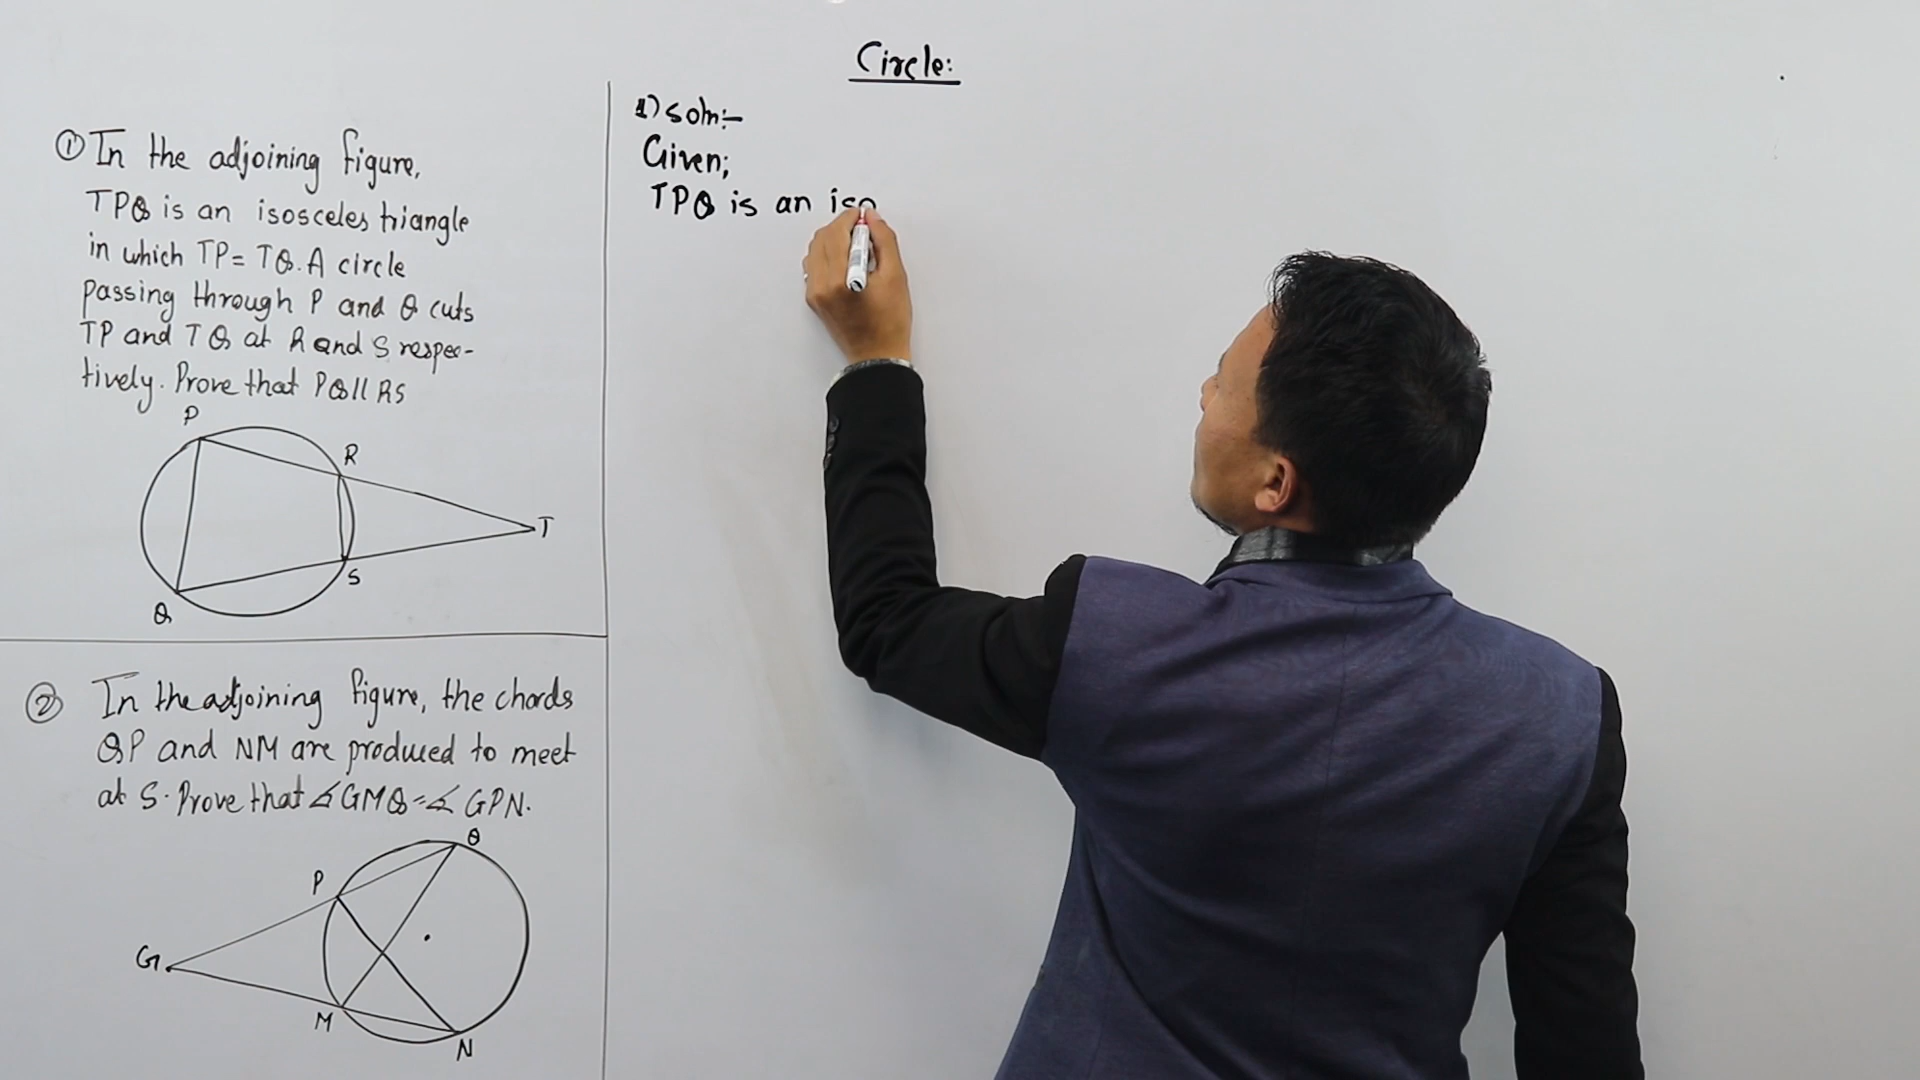 Circle:
① In the adjoining figure,
TPQ is an isosceles triangle
in which TP = TQ. A circle
passing through P and Q cuts
TP and TQ at R and S respec-
tively. Prove that PQ || RS
P
R
T
S
Q
② In the adjoining figure, the chords
QP and NM are produced to meet
at S. Prove that ∡GMQ = ∡GPN.
Q
P
G
M
N
1) soln:-
Given;
TPQ is an iso